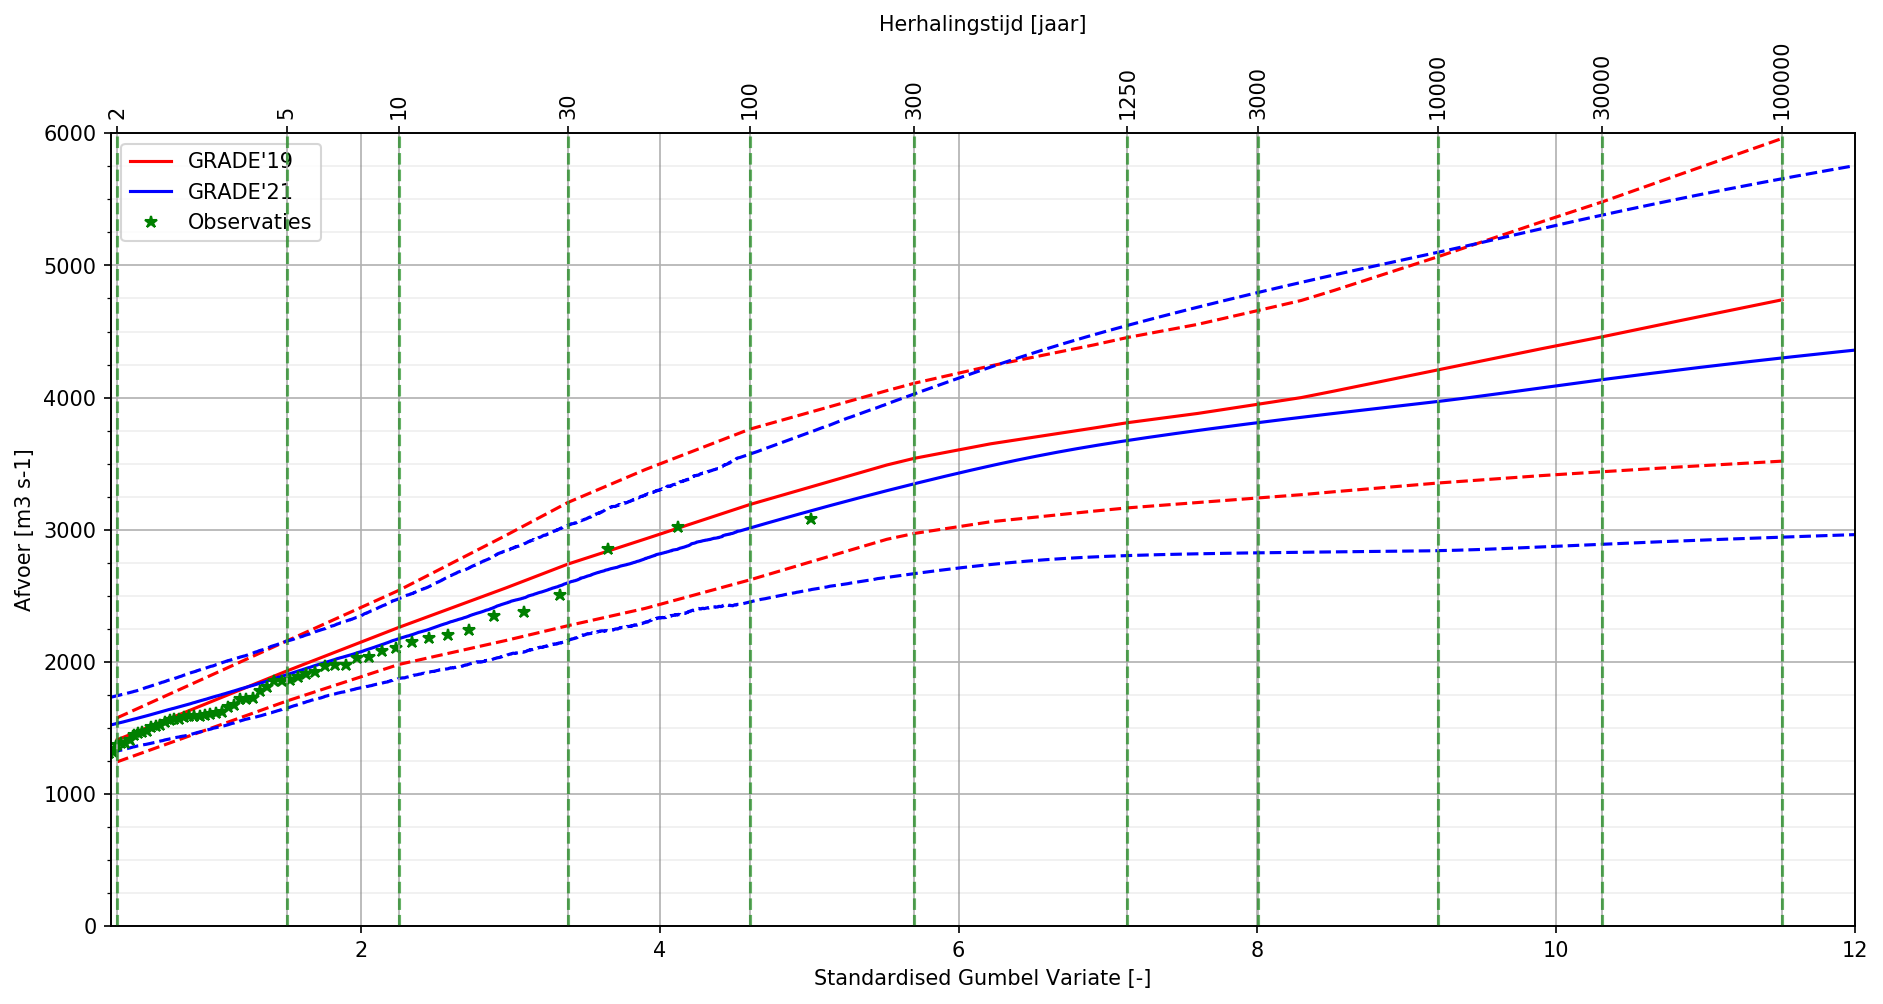 Herhalingstijd [jaar]
2 5 10 30 100 300 1250 3000 10000 30000 100000
6000
GRADE'19
GRADE'21
Observaties
5000
4000
3000
2000
1000
0
Afvoer [m3 s-1]
2 4 6 8 10 12
Standardised Gumbel Variate [-]